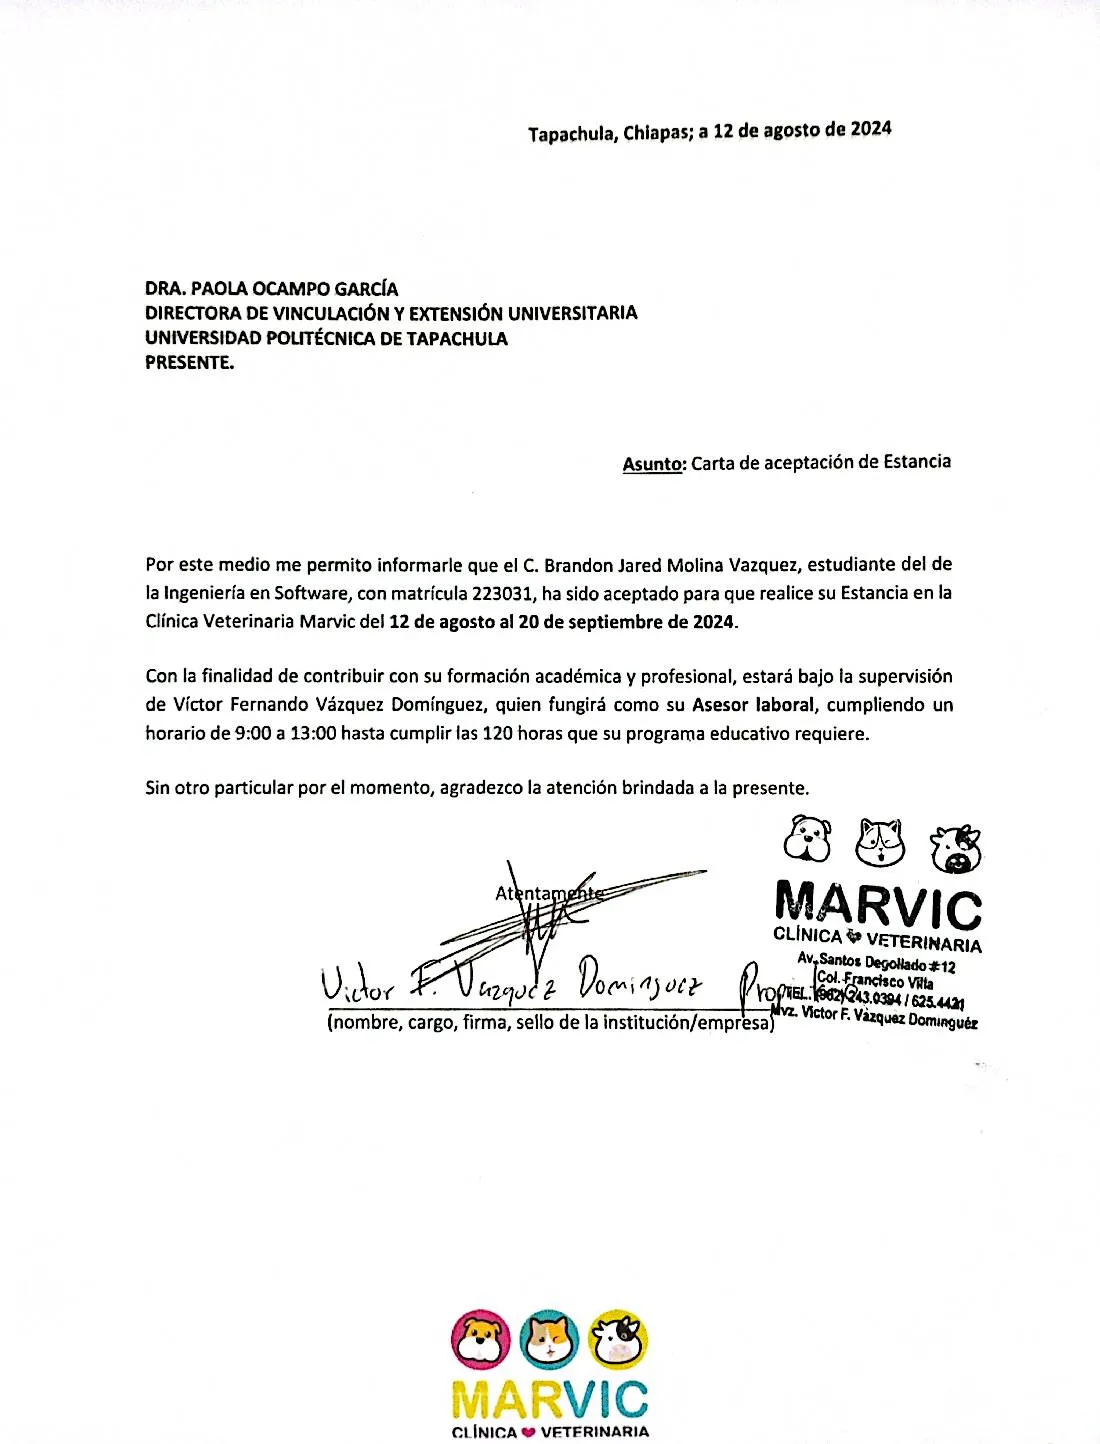 Tapachula, Chiapas; a 12 de agosto de 2024
DRA. PAOLA OCAMPO GARCÍA
DIRECTORA DE VINCULACIÓN Y EXTENSIÓN UNIVERSITARIA
UNIVERSIDAD POLITÉCNICA DE TAPACHULA
PRESENTE.
Asunto: Carta de aceptación de Estancia
Por este medio me permito informarle que el C. Brandon Jared Molina Vazquez, estudiante del de
la Ingeniería en Software, con matrícula 223031, ha sido aceptado para que realice su Estancia en la
Clínica Veterinaria Marvic del 12 de agosto al 20 de septiembre de 2024.
Con la finalidad de contribuir con su formación académica y profesional, estará bajo la supervisión
de Víctor Fernando Vázquez Domínguez, quien fungirá como su Asesor laboral, cumpliendo un
horario de 9:00 a 13:00 hasta cumplir las 120 horas que su programa educativo requiere.
Sin otro particular por el momento, agradezco la atención brindada a la presente.
Atentamente
Victor F. Vazquez Dominguez
(nombre, cargo, firma, sello de la institución/empresa)
MARVIC
CLÍNICA VETERINARIA
Av. Santos Degollado #12
Col. Francisco Villa
TEL. (962) 243.0394 / 625.4421
Mvz. Victor F. Vázquez Dominguéz
MARVIC
CLÍNICA VETERINARIA